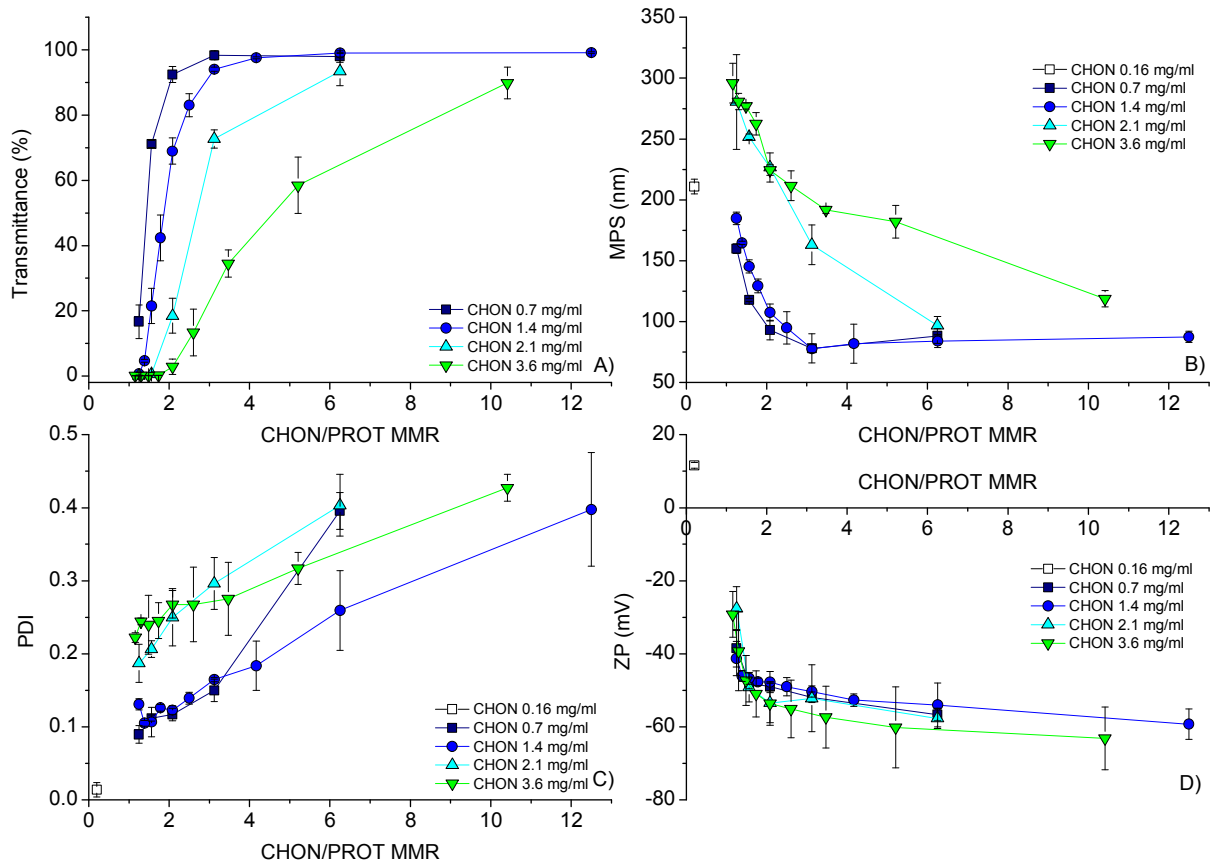 100
80
60
40
20
0
Transmittance (%)
CHON 0.7 mg/ml
CHON 1.4 mg/ml
CHON 2.1 mg/ml
CHON 3.6 mg/ml
A)
0 2 4 6 8 10 12
CHON/PROT MMR
350
300
250
200
150
100
50
MPS (nm)
CHON 0.16 mg/ml
CHON 0.7 mg/ml
CHON 1.4 mg/ml
CHON 2.1 mg/ml
CHON 3.6 mg/ml
B)
0 2 4 6 8 10 12
CHON/PROT MMR
0.5
0.4
0.3
0.2
0.1
0.0
PDI
CHON 0.16 mg/ml
CHON 0.7 mg/ml
CHON 1.4 mg/ml
CHON 2.1 mg/ml
CHON 3.6 mg/ml
C)
0 2 4 6 8 10 12
CHON/PROT MMR
20
0
-20
-40
-60
-80
ZP (mV)
0 2 4 6 8 10 12
CHON/PROT MMR
CHON 0.16 mg/ml
CHON 0.7 mg/ml
CHON 1.4 mg/ml
CHON 2.1 mg/ml
CHON 3.6 mg/ml
D)